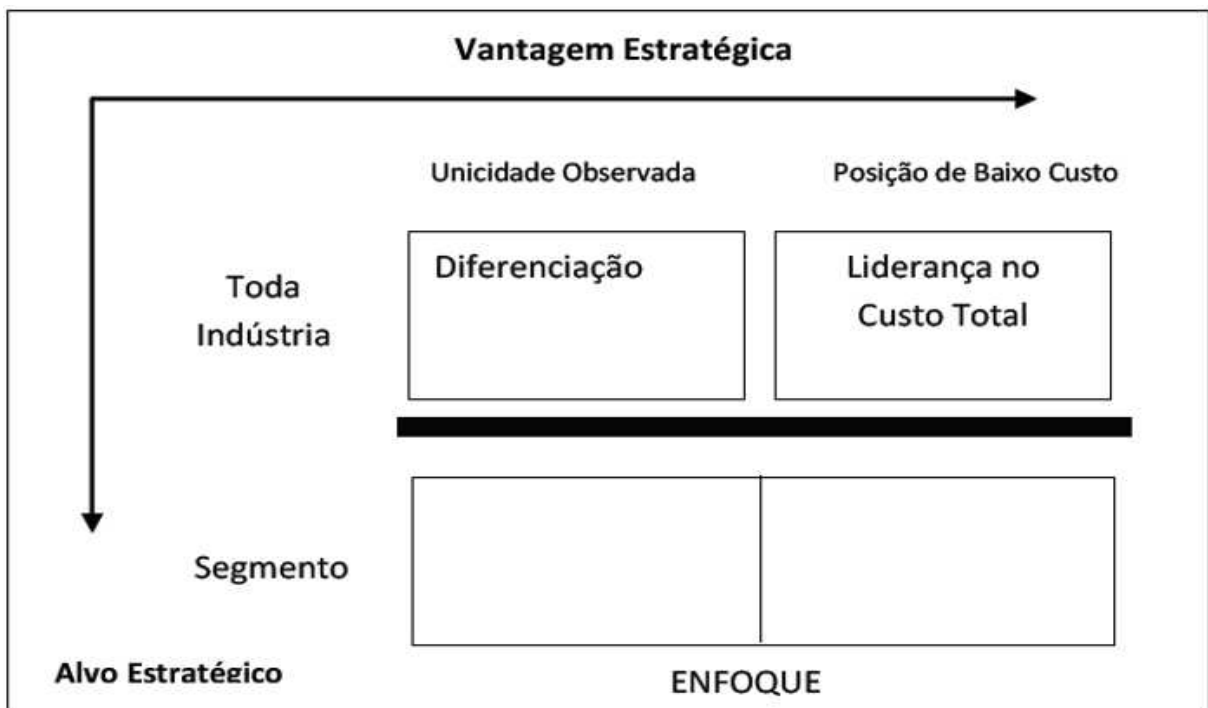 Vantagem Estratégica
Unicidade Observada
Posição de Baixo Custo
Toda
Indústria
Diferenciação
Liderança no
Custo Total
Segmento
Alvo Estratégico
ENFOQUE